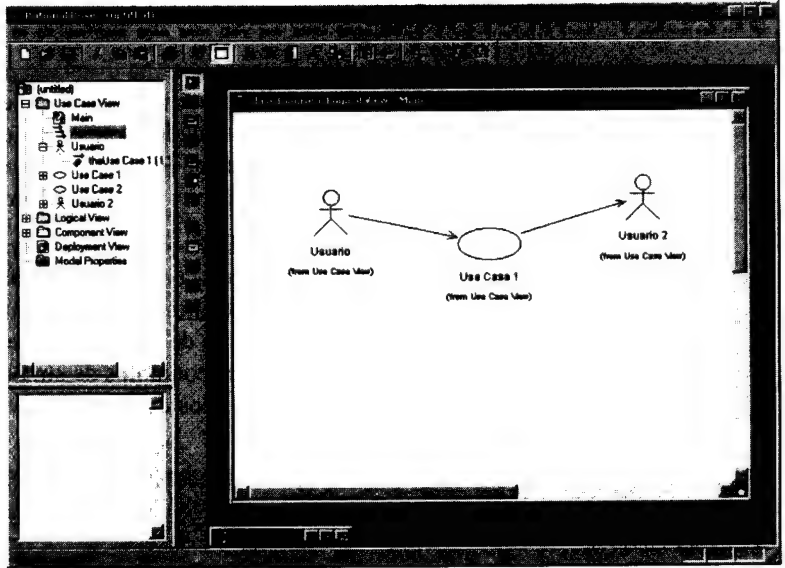 (untitled)
Use Case View
Main
Usuario
theUse Case 1 [
Use Case 1
Use Case 2
Usuario 2
Logical View
Component View
Deployment View
Model Properties
Usuario
(from Use Case View)
Use Case 1
(from Use Case View)
Usuario 2
(from Use Case View)